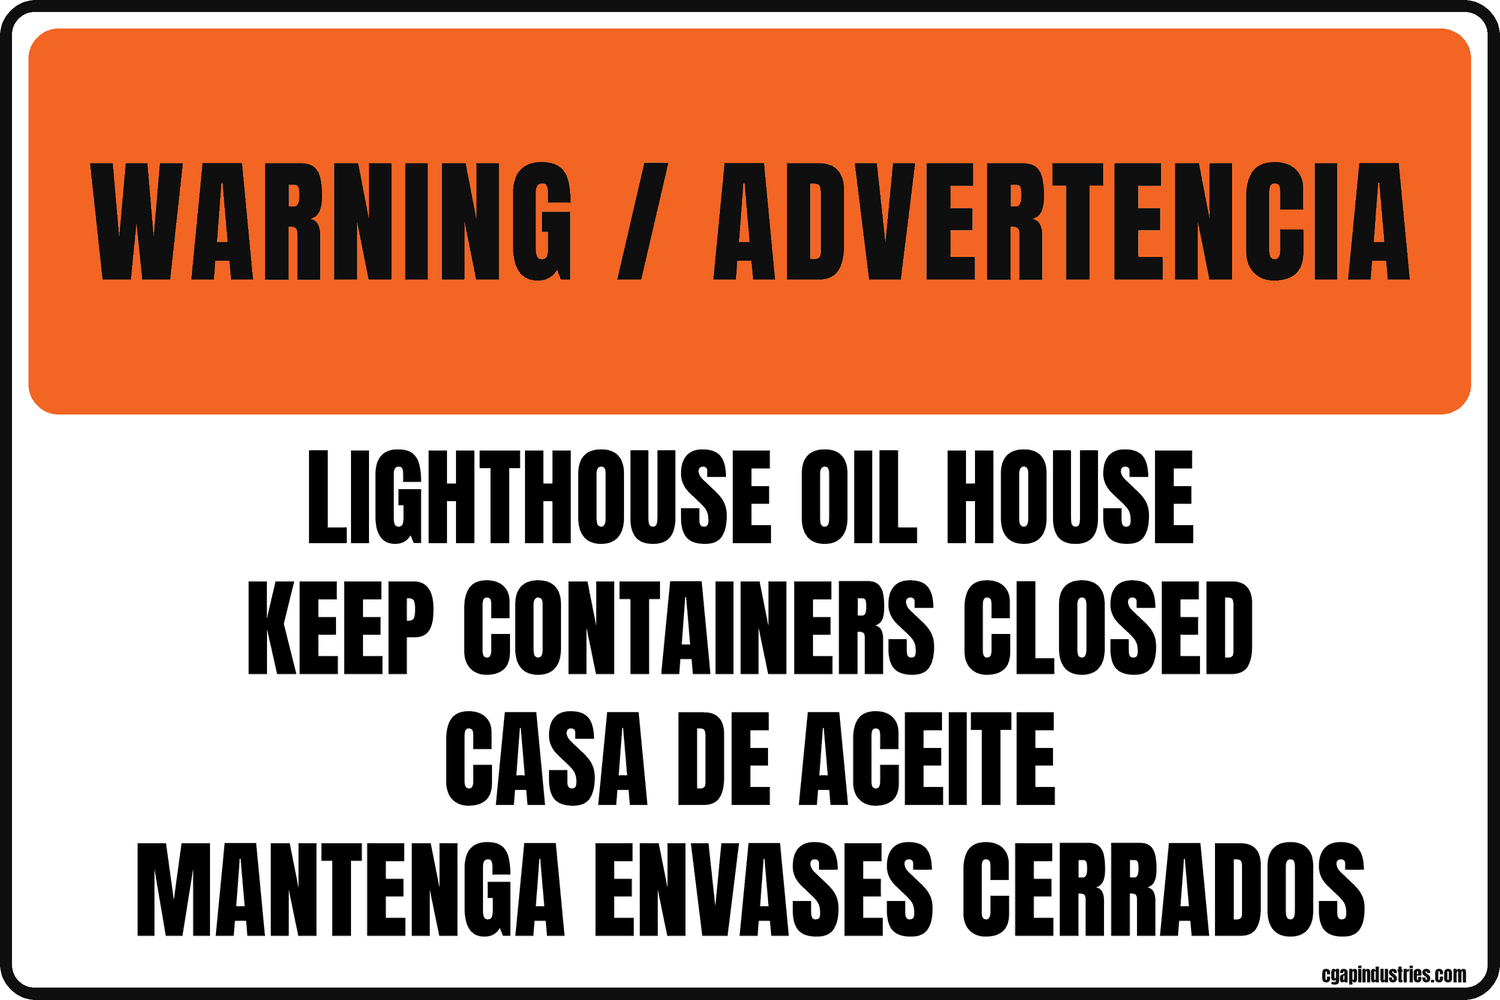 WARNING / ADVERTENCIA
LIGHTHOUSE OIL HOUSE
KEEP CONTAINERS CLOSED
CASA DE ACEITE
MANTENGA ENVASES CERRADOS
cgapindustries.com